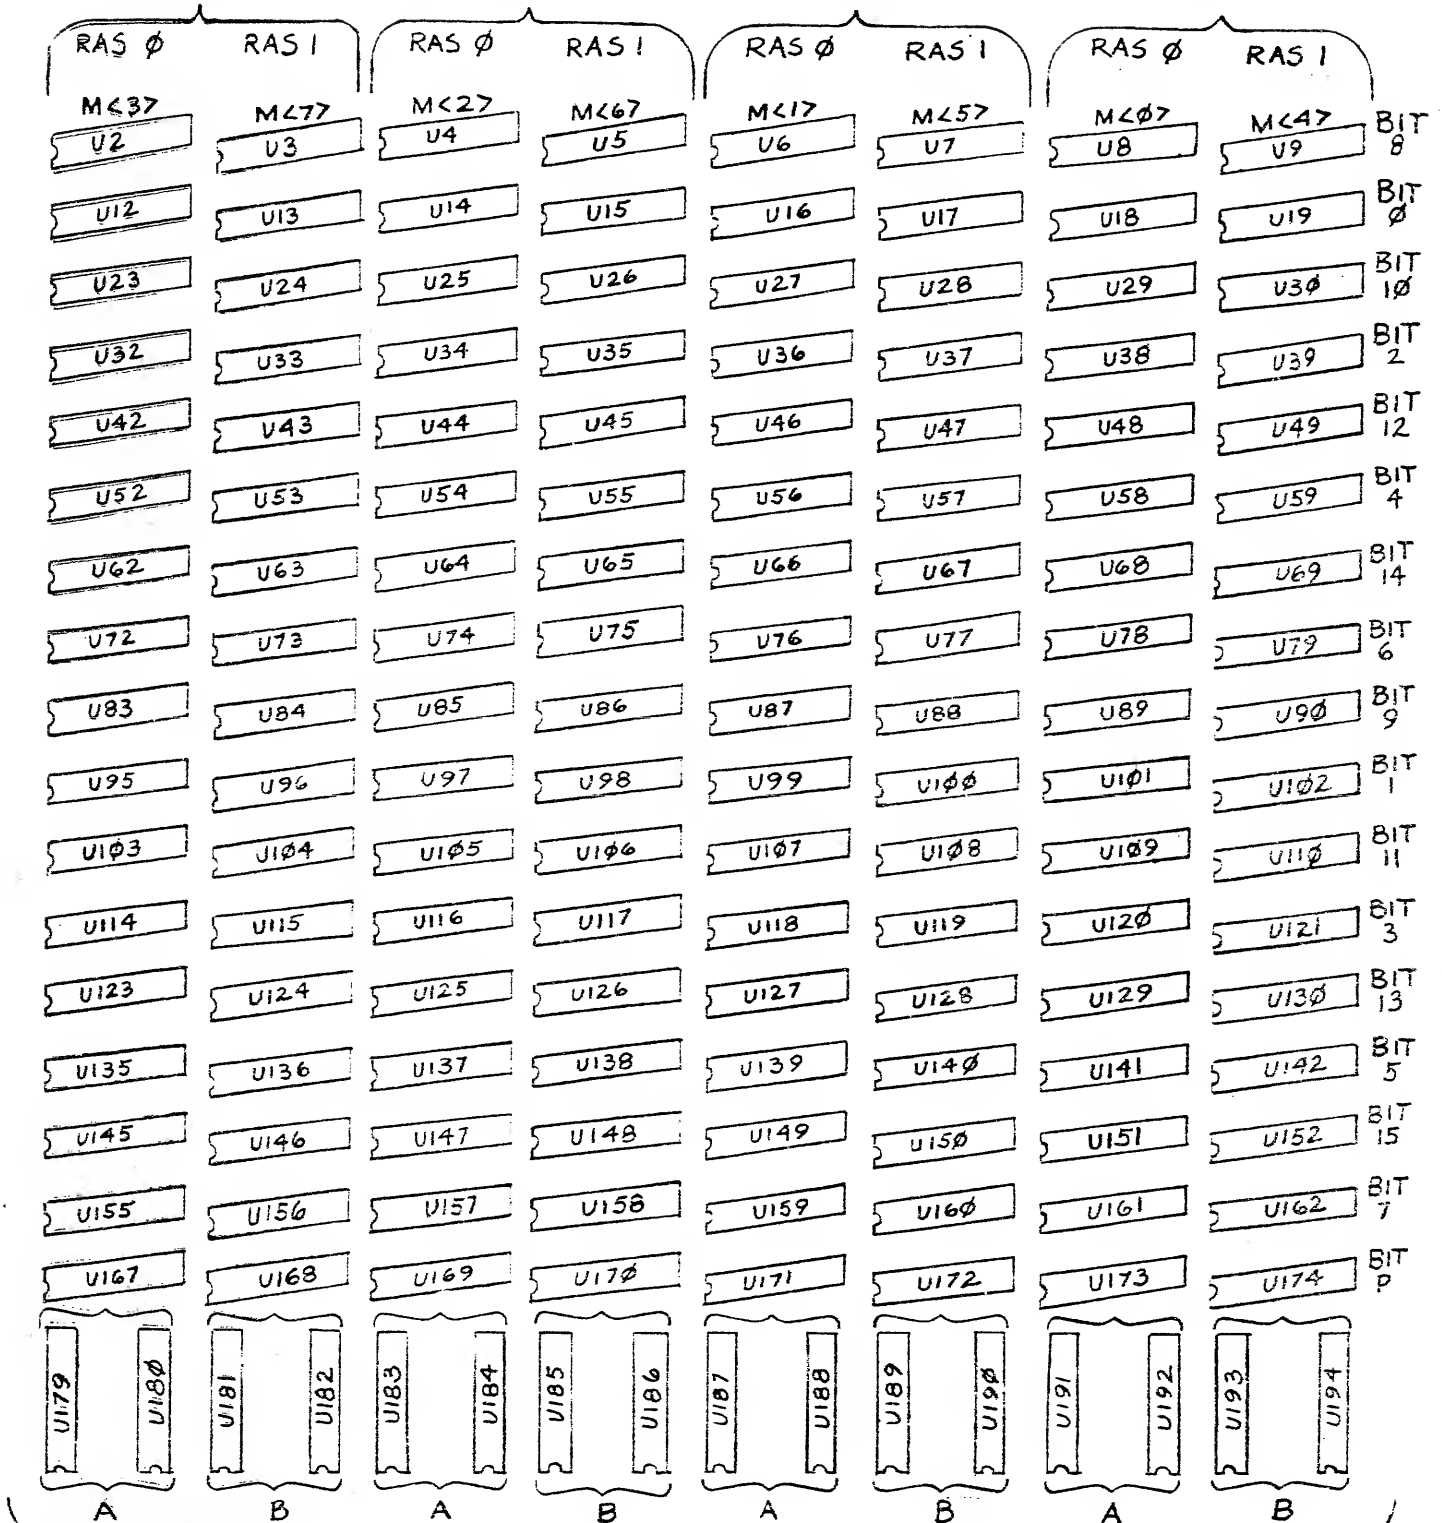 RAS Ø RAS 1 RAS Ø RAS 1 RAS Ø RAS 1 RAS Ø RAS 1
M<3> M<7> M<2> M<6> M<1> M<5> M<Ø> M<4>
U2 U3 U4 U5 U6 U7 U8 U9 BIT 8
U12 U13 U14 U15 U16 U17 U18 U19 BIT Ø
U23 U24 U25 U26 U27 U28 U29 U3Ø BIT 1Ø
U32 U33 U34 U35 U36 U37 U38 U39 BIT 2
U42 U43 U44 U45 U46 U47 U48 U49 BIT 12
U52 U53 U54 U55 U56 U57 U58 U59 BIT 4
U62 U63 U64 U65 U66 U67 U68 U69 BIT 14
U72 U73 U74 U75 U76 U77 U78 U79 BIT 6
U83 U84 U85 U86 U87 U88 U89 U9Ø BIT 9
U95 U96 U97 U98 U99 U1ØØ U1Ø1 U1Ø2 BIT 1
U1Ø3 U1Ø4 U1Ø5 U1Ø6 U1Ø7 U1Ø8 U1Ø9 U11Ø BIT 11
U114 U115 U116 U117 U118 U119 U12Ø U121 BIT 3
U123 U124 U125 U126 U127 U128 U129 U13Ø BIT 13
U135 U136 U137 U138 U139 U14Ø U141 U142 BIT 5
U145 U146 U147 U148 U149 U15Ø U151 U152 BIT 15
U155 U156 U157 U158 U159 U16Ø U161 U162 BIT 7
U167 U168 U169 U17Ø U171 U172 U173 U174 BIT P
U179 U18Ø U181 U182 U183 U184 U185 U186 U187 U188 U189 U19Ø U191 U192 U193 U194
A B A B A B A B